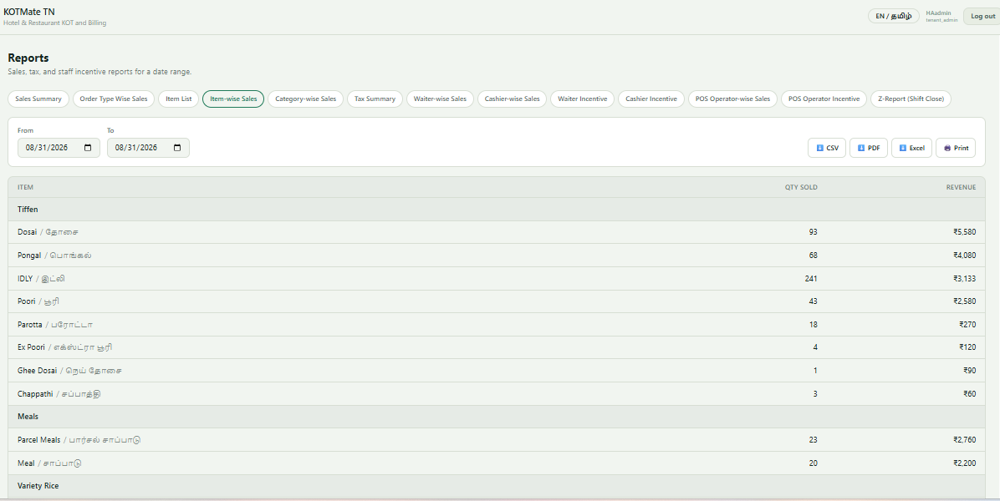 KOTMate TN
Hotel & Restaurant KOT and Billing
EN / தமிழ்
HAadmin
tenant_admin
Log out
Reports
Sales, tax, and staff incentive reports for a date range.
Sales Summary
Order Type Wise Sales
Item List
Item-wise Sales
Category-wise Sales
Tax Summary
Waiter-wise Sales
Cashier-wise Sales
Waiter Incentive
Cashier Incentive
POS Operator-wise Sales
POS Operator Incentive
Z-Report (Shift Close)
From To
08/31/2026 08/31/2026
CSV PDF Excel Print
ITEM QTY SOLD REVENUE
Tiffen
Dosai / தோசை 93 ₹5,580
Pongal / பொங்கல் 68 ₹4,080
IDLY / இட்லி 241 ₹3,133
Poori / பூரி 43 ₹2,580
Parotta / பரோட்டா 18 ₹270
Ex Poori / எக்ஸ்ட்ரா பூரி 4 ₹120
Ghee Dosai / நெய் தோசை 1 ₹90
Chappathi / சப்பாத்தி 3 ₹60
Meals
Parcel Meals / பார்சல் சாப்பாடு 23 ₹2,760
Meal / சாப்பாடு 20 ₹2,200
Variety Rice